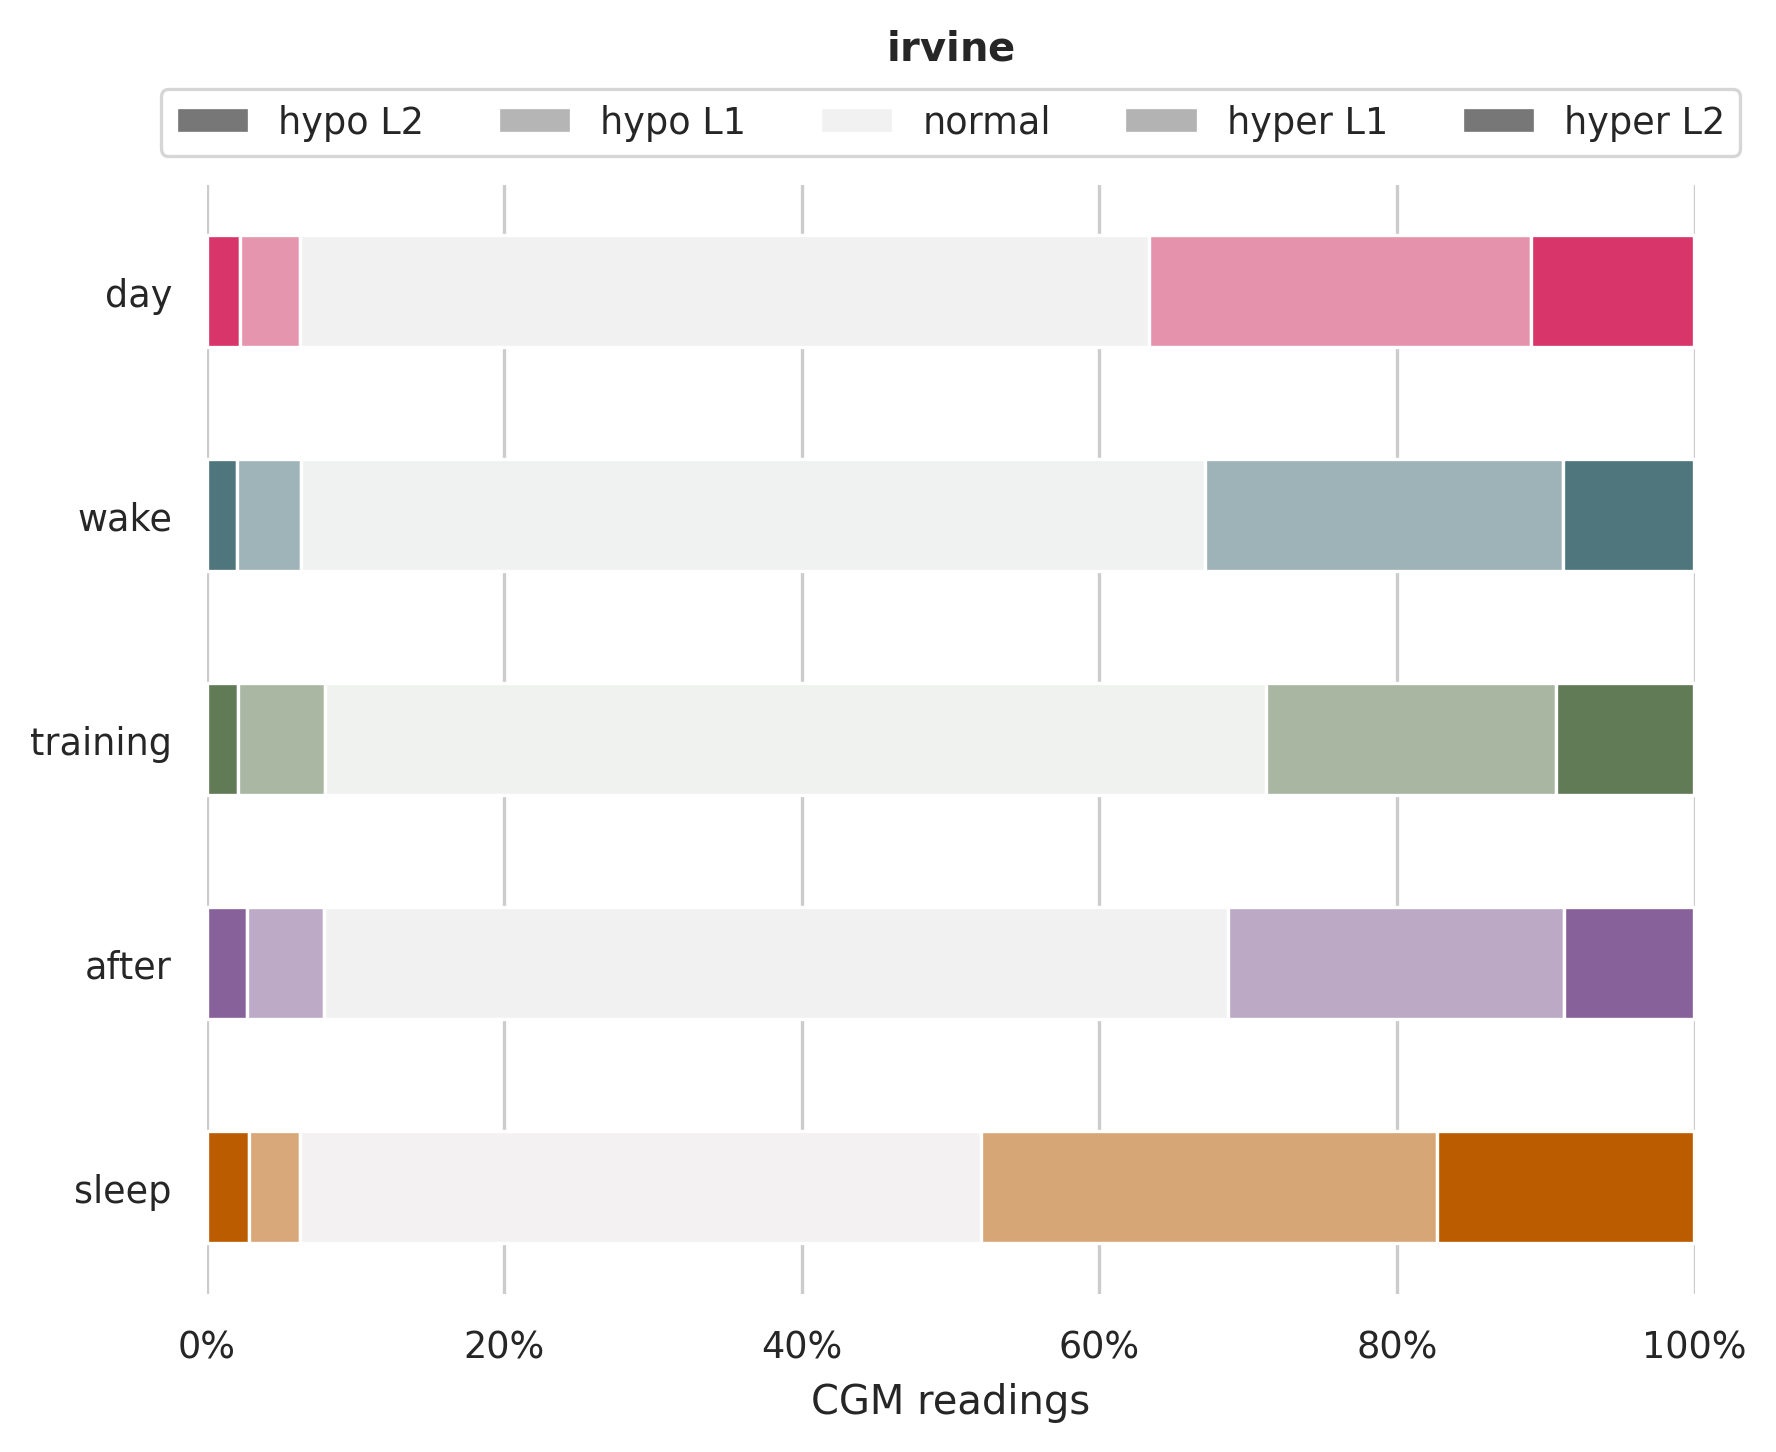 irvine
hypo L2 hypo L1 normal hyper L1 hyper L2
day
wake
training
after
sleep
0% 20% 40% 60% 80% 100%
CGM readings